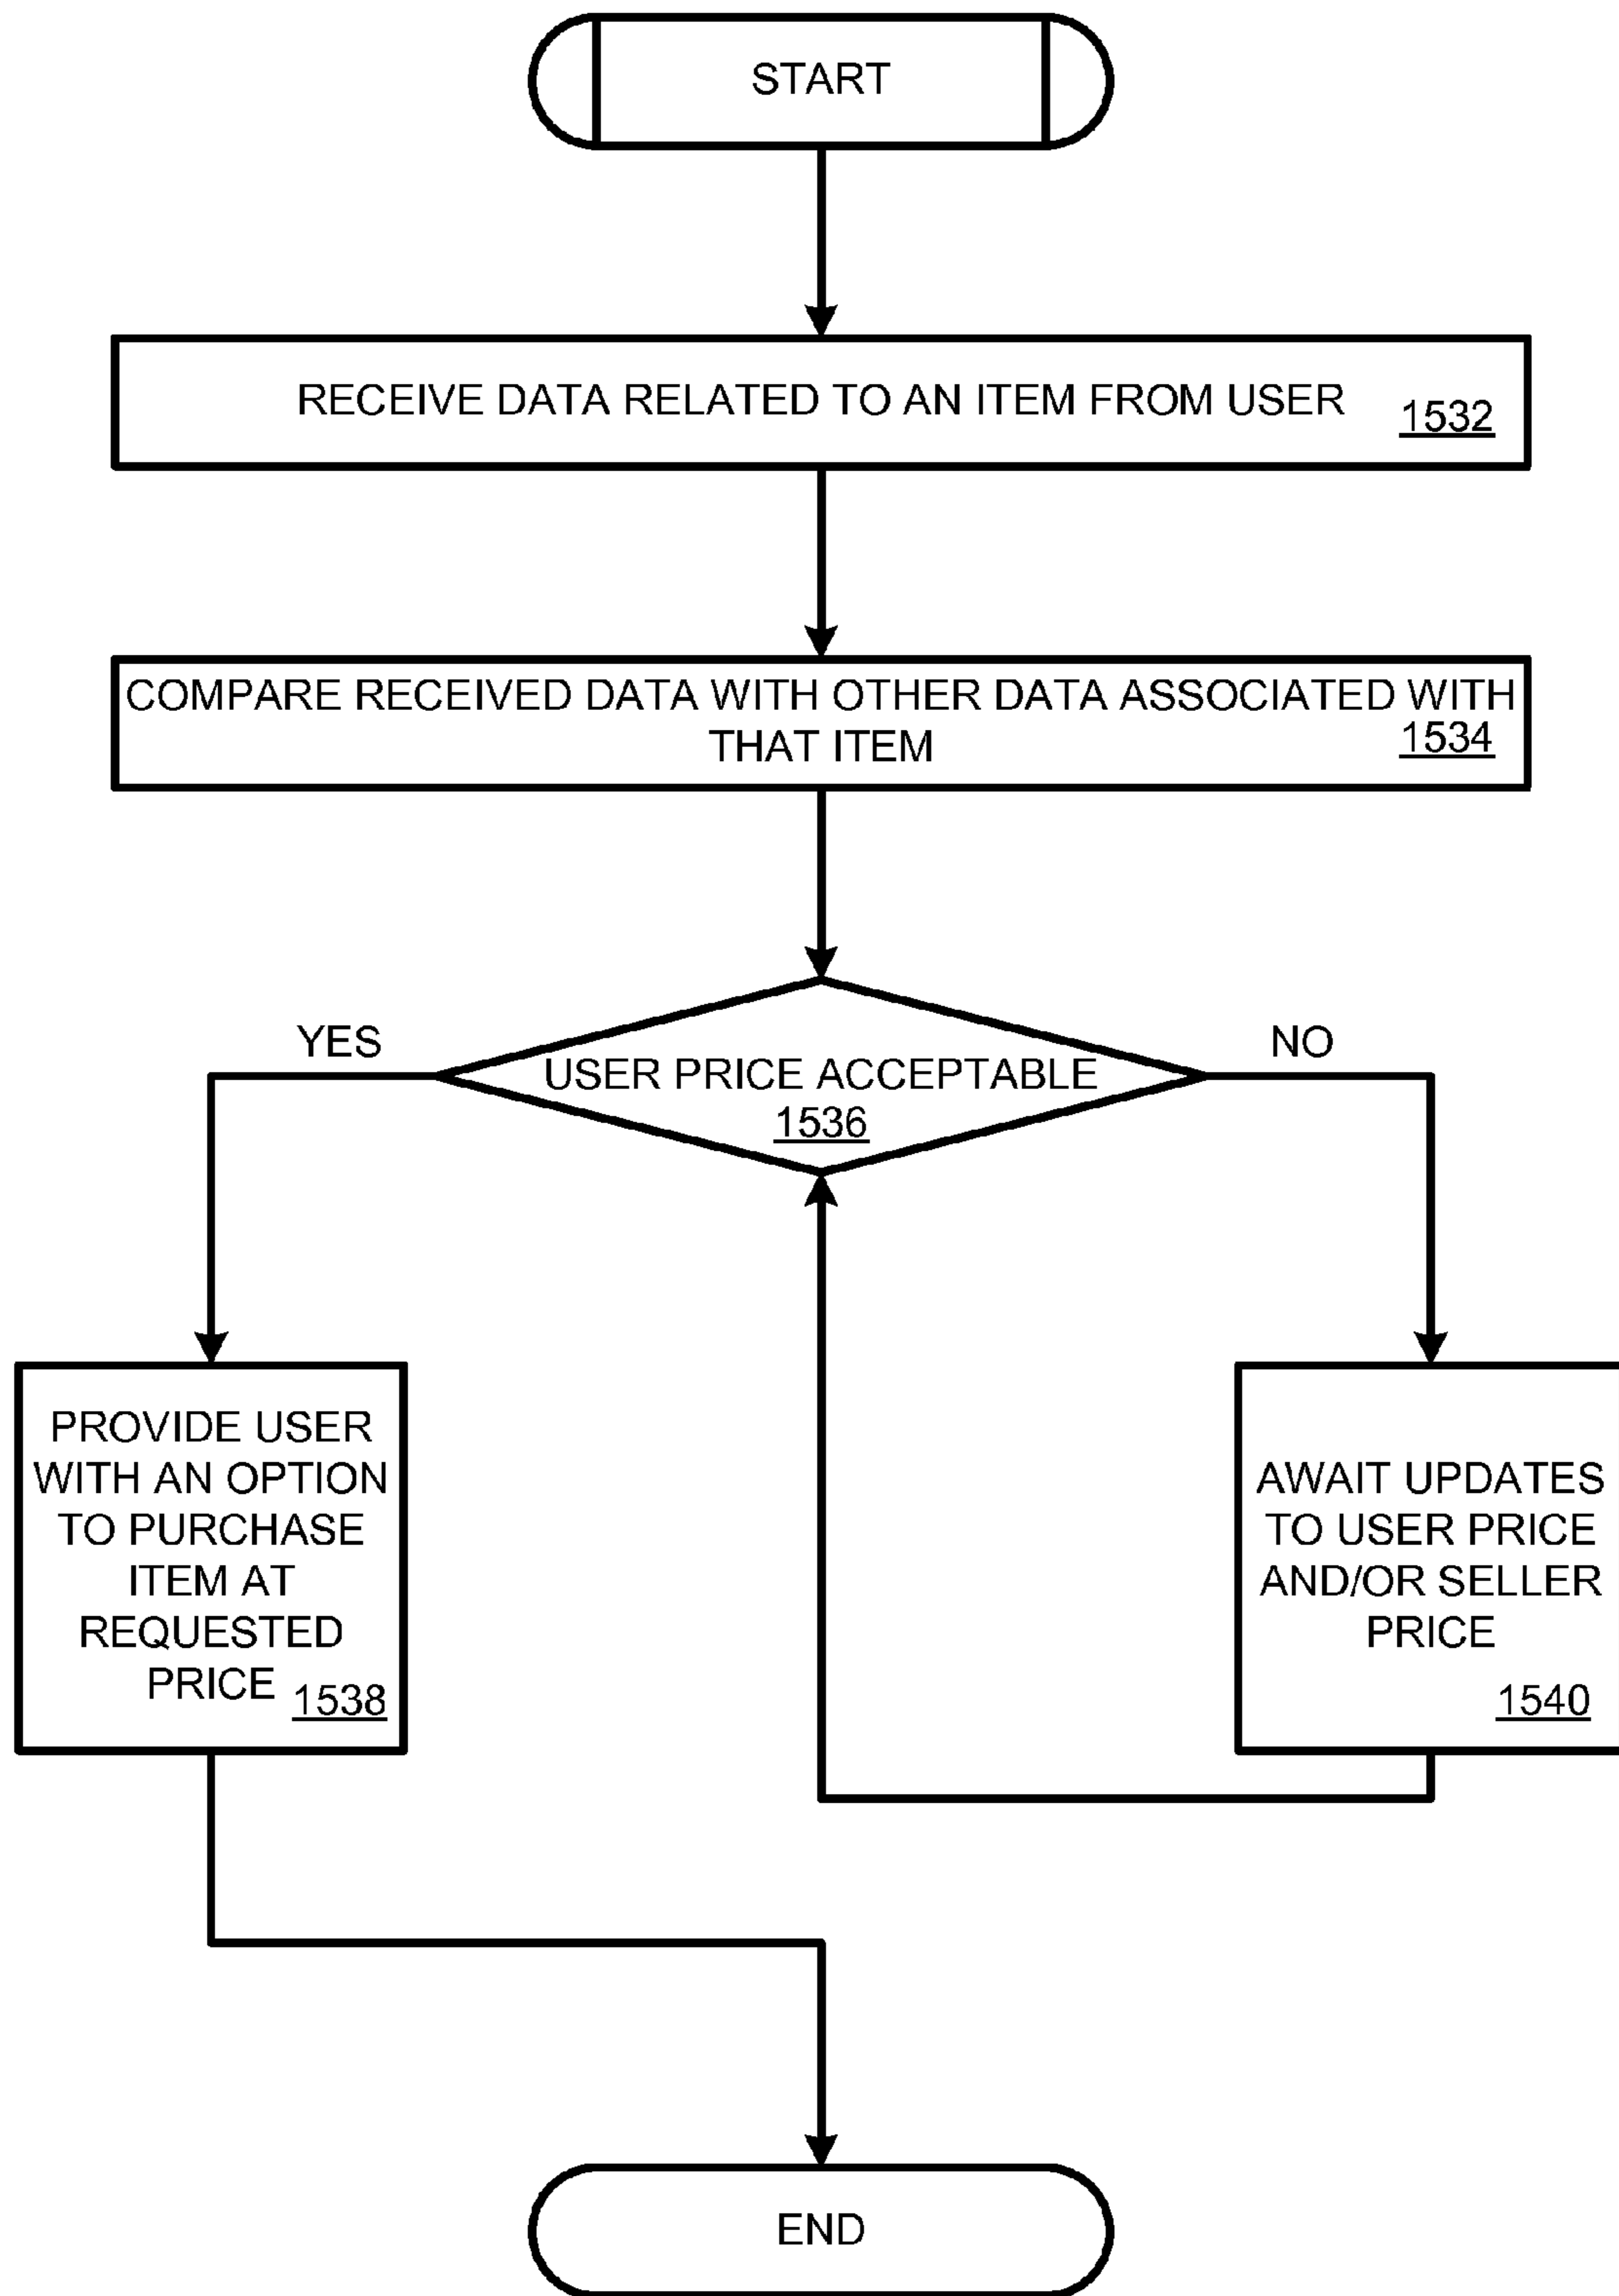 START
RECEIVE DATA RELATED TO AN ITEM FROM USER
1532
COMPARE RECEIVED DATA WITH OTHER DATA ASSOCIATED WITH
THAT ITEM
1534
YES
NO
USER PRICE ACCEPTABLE
1536
PROVIDE USER
WITH AN OPTION
TO PURCHASE
ITEM AT
REQUESTED
PRICE
1538
AWAIT UPDATES
TO USER PRICE
AND/OR SELLER
PRICE
1540
END